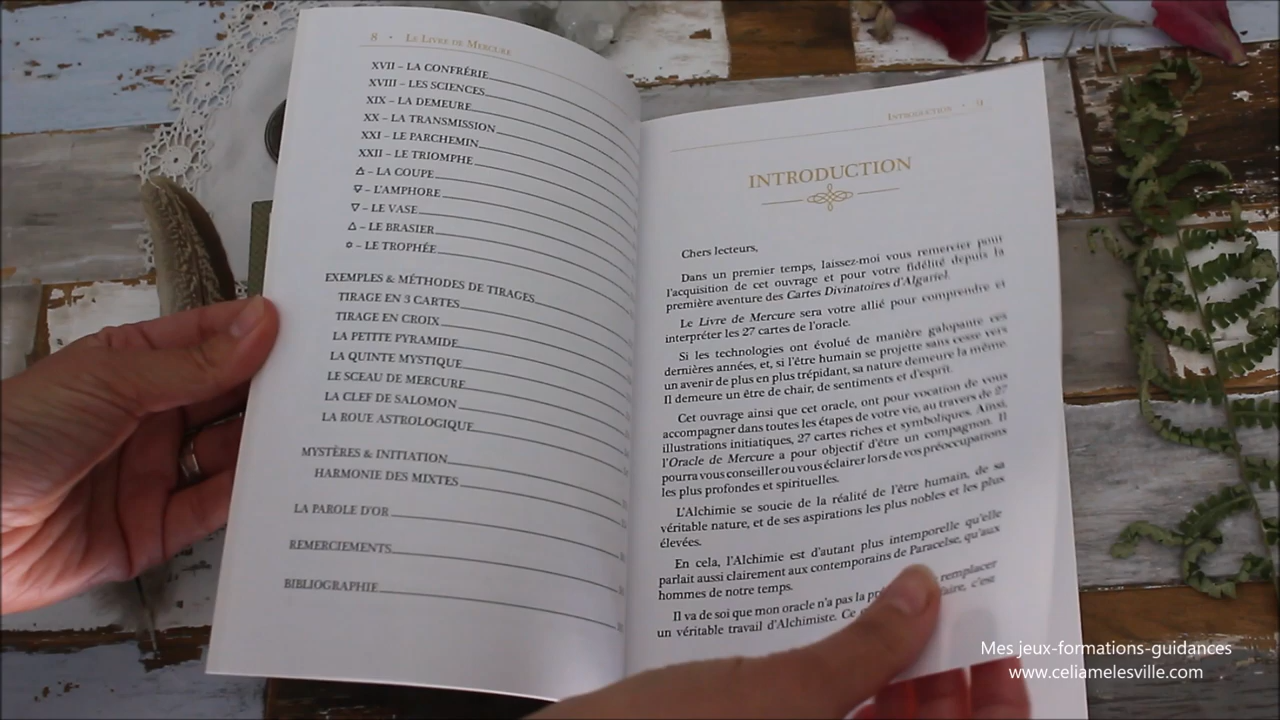 8 • Le Livre de Mercure
XVII – LA CONFRÉRIE
XVIII – LES SCIENCES
XIX – LA DEMEURE
XX – LA TRANSMISSION
XXI – LE PARCHEMIN
XXII – LE TRIOMPHE
🜁 – LA COUPE
🜃 – L'AMPHORE
🜄 – LE VASE
🜂 – LE BRASIER
✡ – LE TROPHÉE
EXEMPLES & MÉTHODES DE TIRAGES
TIRAGE EN 3 CARTES
TIRAGE EN CROIX
LA PETITE PYRAMIDE
LA QUINTE MYSTIQUE
LE SCEAU DE MERCURE
LA CLEF DE SALOMON
LA ROUE ASTROLOGIQUE
MYSTÈRES & INITIATION
HARMONIE DES MIXTES
LA PAROLE D'OR
REMERCIEMENTS
BIBLIOGRAPHIE
Introduction • 9
INTRODUCTION
Chers lecteurs,
Dans un premier temps, laissez-moi vous remercier pour
l'acquisition de cet ouvrage et pour votre fidélité depuis la
première aventure des Cartes Divinatoires d'Algariel.
Le Livre de Mercure sera votre allié pour comprendre et
interpréter les 27 cartes de l'oracle.
Si les technologies ont évolué de manière galopante ces
dernières années, et, si l'être humain se projette sans cesse vers
un avenir de plus en plus trépidant, sa nature demeure la même.
Il demeure un être de chair, de sentiments et d'esprit.
Cet ouvrage ainsi que cet oracle, ont pour vocation de vous
accompagner dans toutes les étapes de votre vie, au travers de 27
illustrations initiatiques, 27 cartes riches et symboliques. Ainsi,
l'Oracle de Mercure a pour objectif d'être un compagnon. Il
pourra vous conseiller ou vous éclairer lors de vos préoccupations
les plus profondes et spirituelles.
L'Alchimie se soucie de la réalité de l'être humain, de sa
véritable nature, et de ses aspirations les plus nobles et les plus
élevées.
En cela, l'Alchimie est d'autant plus intemporelle qu'elle
parlait aussi clairement aux contemporains de Paracelse, qu'aux
hommes de notre temps.
Il va de soi que mon oracle n'a pas la remplacer
un véritable travail d'Alchimiste. Ce faire, c'est
Mes jeux-formations-guidances
www.celiamelesville.com